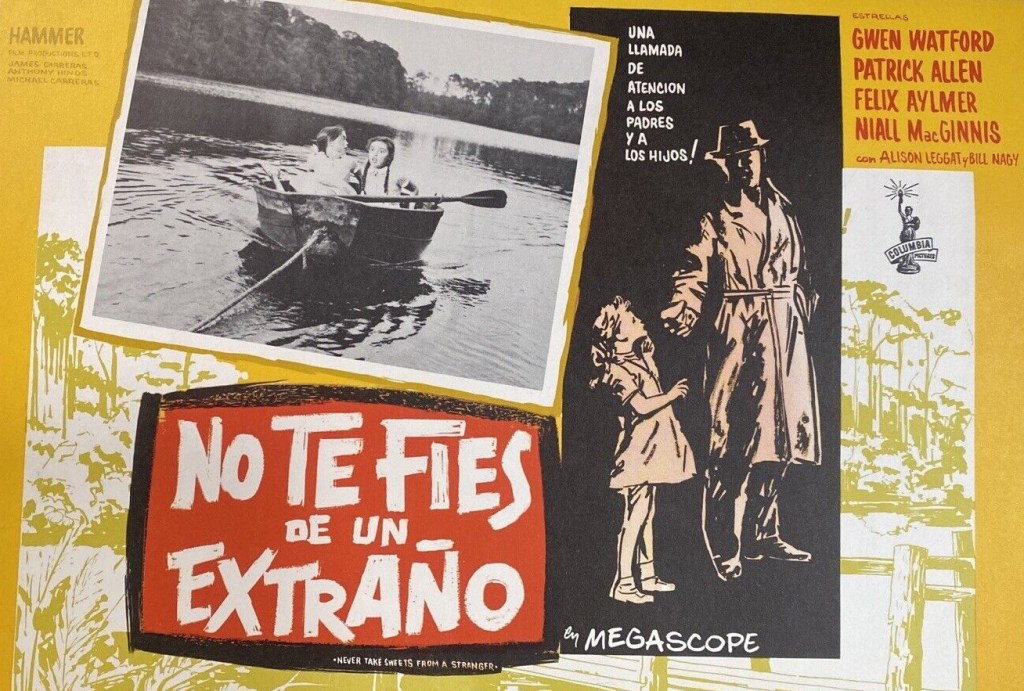 HAMMER
FILM PRODUCTIONS LTD
JAMES CARRERAS
ANTHONY HINDS
MICHAEL CARRERAS
UNA
LLAMADA
DE
ATENCION
A LOS
PADRES
Y A
LOS HIJOS!
ESTRELLAS
GWEN WATFORD
PATRICK ALLEN
FELIX AYLMER
NIALL MacGINNIS
con ALISON LEGGAT y BILL NAGY
COLUMBIA
PICTURES
NO TE FIES
DE UN
EXTRAÑO
•NEVER TAKE SWEETS FROM A STRANGER•
en MEGASCOPE